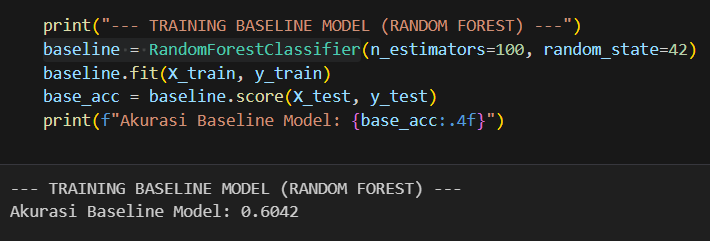 print("--- TRAINING BASELINE MODEL (RANDOM FOREST) ---")
baseline = RandomForestClassifier(n_estimators=100, random_state=42)
baseline.fit(X_train, y_train)
base_acc = baseline.score(X_test, y_test)
print(f"Akurasi Baseline Model: {base_acc:.4f}")
--- TRAINING BASELINE MODEL (RANDOM FOREST) ---
Akurasi Baseline Model: 0.6042